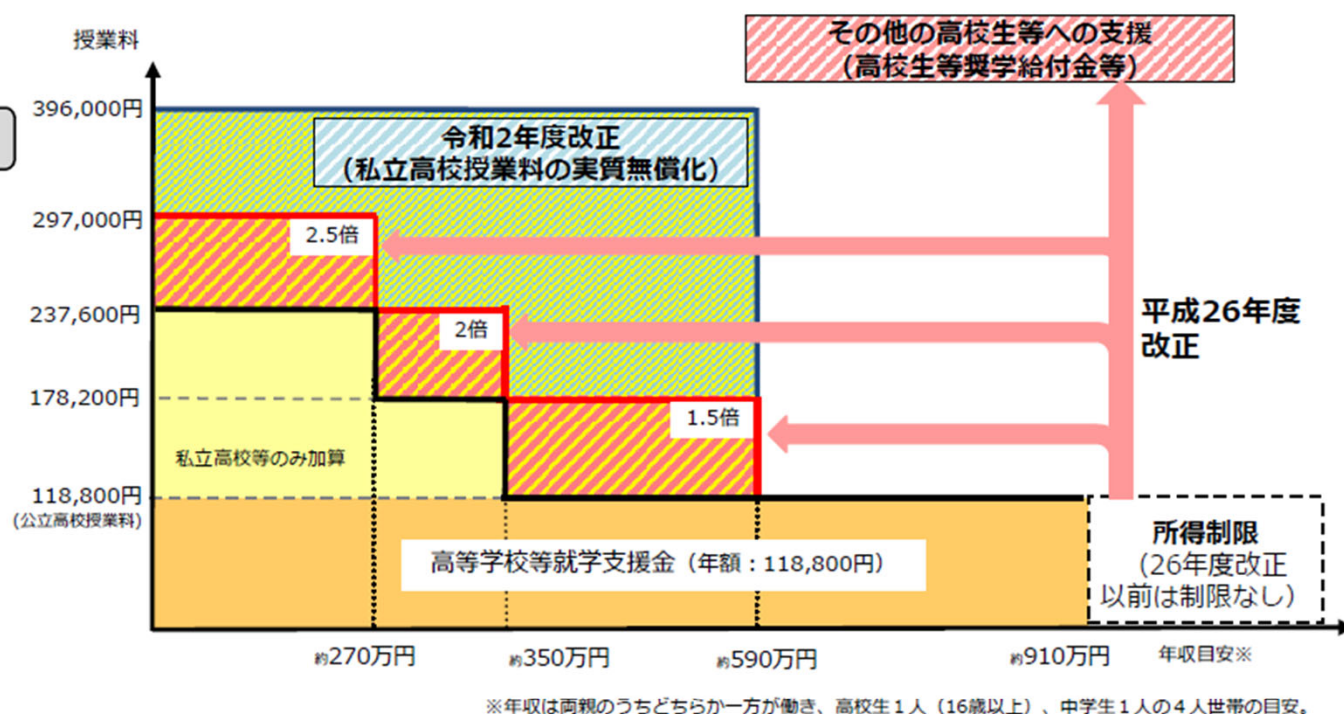 授業料
その他の高校生等への支援
（高校生等奨学給付金等）
396,000円
令和2年度改正
（私立高校授業料の実質無償化）
297,000円
2.5倍
237,600円
2倍
平成26年度
改正
178,200円
1.5倍
私立高校等のみ加算
118,800円
（公立高校授業料）
高等学校等就学支援金（年額：118,800円）
所得制限
（26年度改正
以前は制限なし）
約270万円
約350万円
約590万円
約910万円
年収目安※
※年収は両親のうちどちらか一方が働き、高校生１人（16歳以上）、中学生１人の４人世帯の目安。